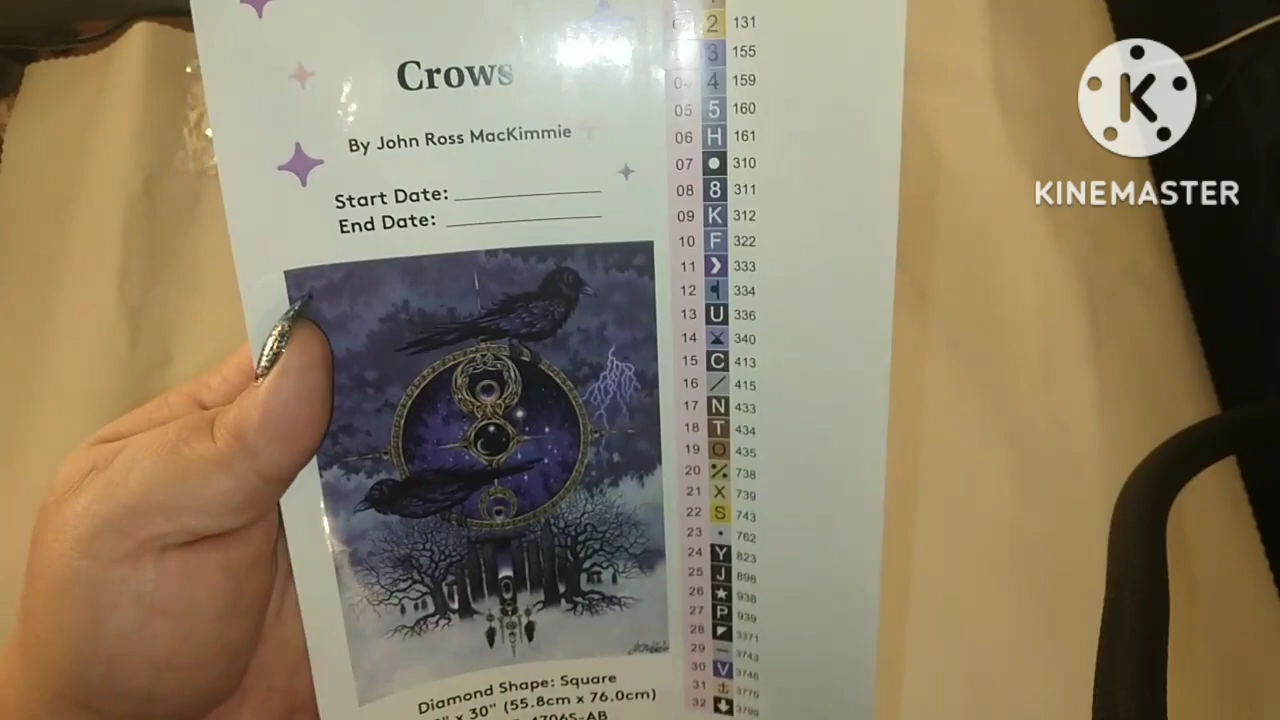 Crows
By John Ross MacKimmie
Start Date:
End Date:
Diamond Shape: Square
x 30" (55.8cm x 76.0cm)
4706S-AB
2 131
3 155
04 4 159
05 5 160
06 H 161
07 310
08 8 311
09 K 312
10 F 322
11 333
12 334
13 U 336
14 340
15 C 413
16 / 415
17 N 433
18 T 434
19 O 435
20 738
21 X 739
22 S 743
23 • 762
24 Y 823
25 J 898
26 ★ 938
27 P 939
28 3371
29 — 3743
30 V 3746
31 3770
32 3799
K
KINEMASTER